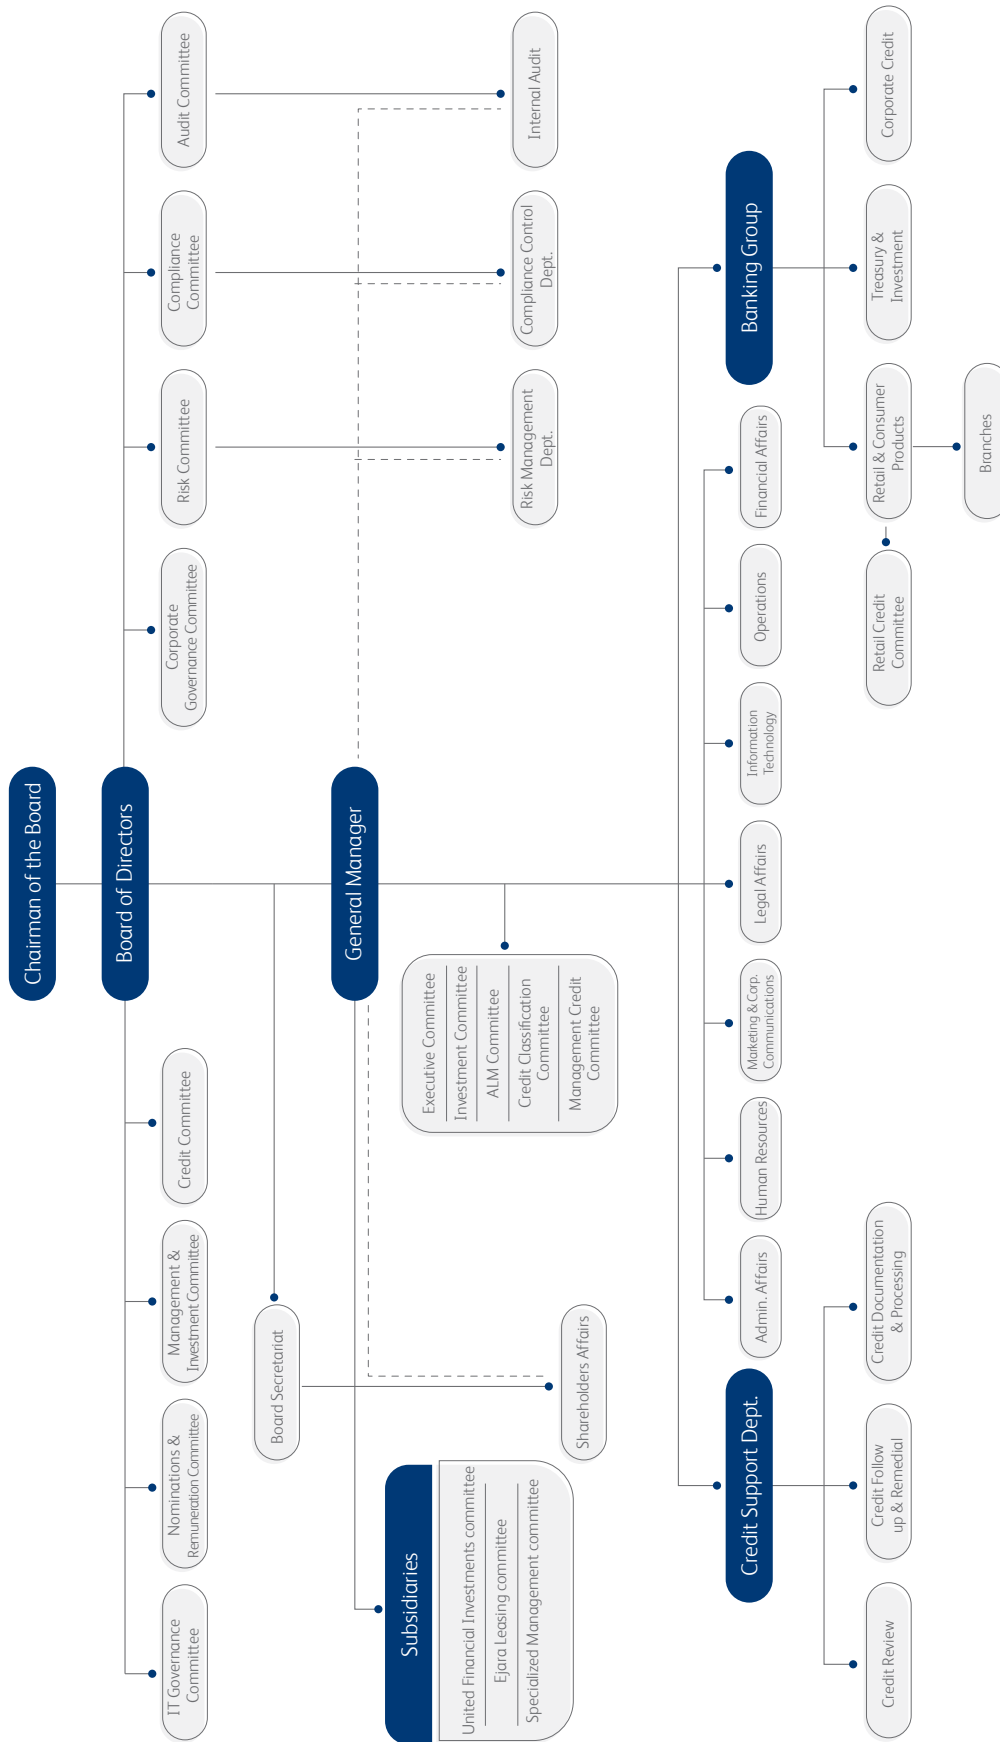 Chairman of the Board
Board of Directors
IT Governance
Committee
Nominations &
Remuneration Committee
Management &
Investment Committee
Credit Committee
Corporate
Governance Committee
Risk Committee
Compliance
Committee
Audit Committee
Board Secretariat
General Manager
Subsidiaries
United Financial Investments committee
Ejara Leasing committee
Specialized Management committee
Shareholders Affairs
Executive Committee
Investment Committee
ALM Committee
Credit Classification
Committee
Management Credit
Committee
Risk Management
Dept.
Compliance Control
Dept.
Internal Audit
Credit Support Dept.
Admin. Affairs
Human Resources
Marketing & Corp.
Communications
Legal Affairs
Information
Technology
Operations
Financial Affairs
Banking Group
Credit Review
Credit Follow
up & Remedial
Credit Documentation
& Processing
Retail Credit
Committee
Retail & Consumer
Products
Treasury &
Investment
Corporate Credit
Branches